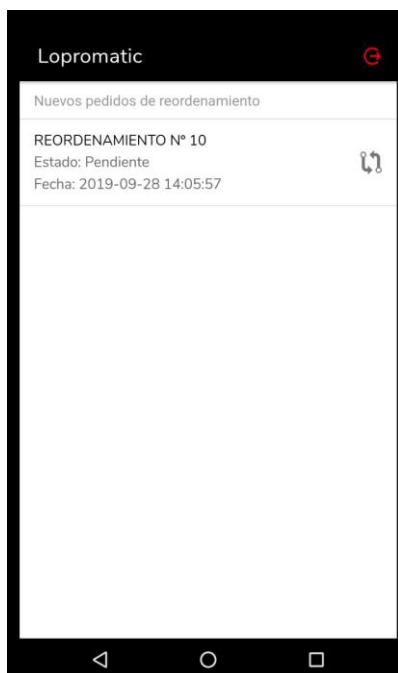 Lopromatic
Nuevos pedidos de reordenamiento
REORDENAMIENTO Nº 10
Estado: Pendiente
Fecha: 2019-09-28 14:05:57